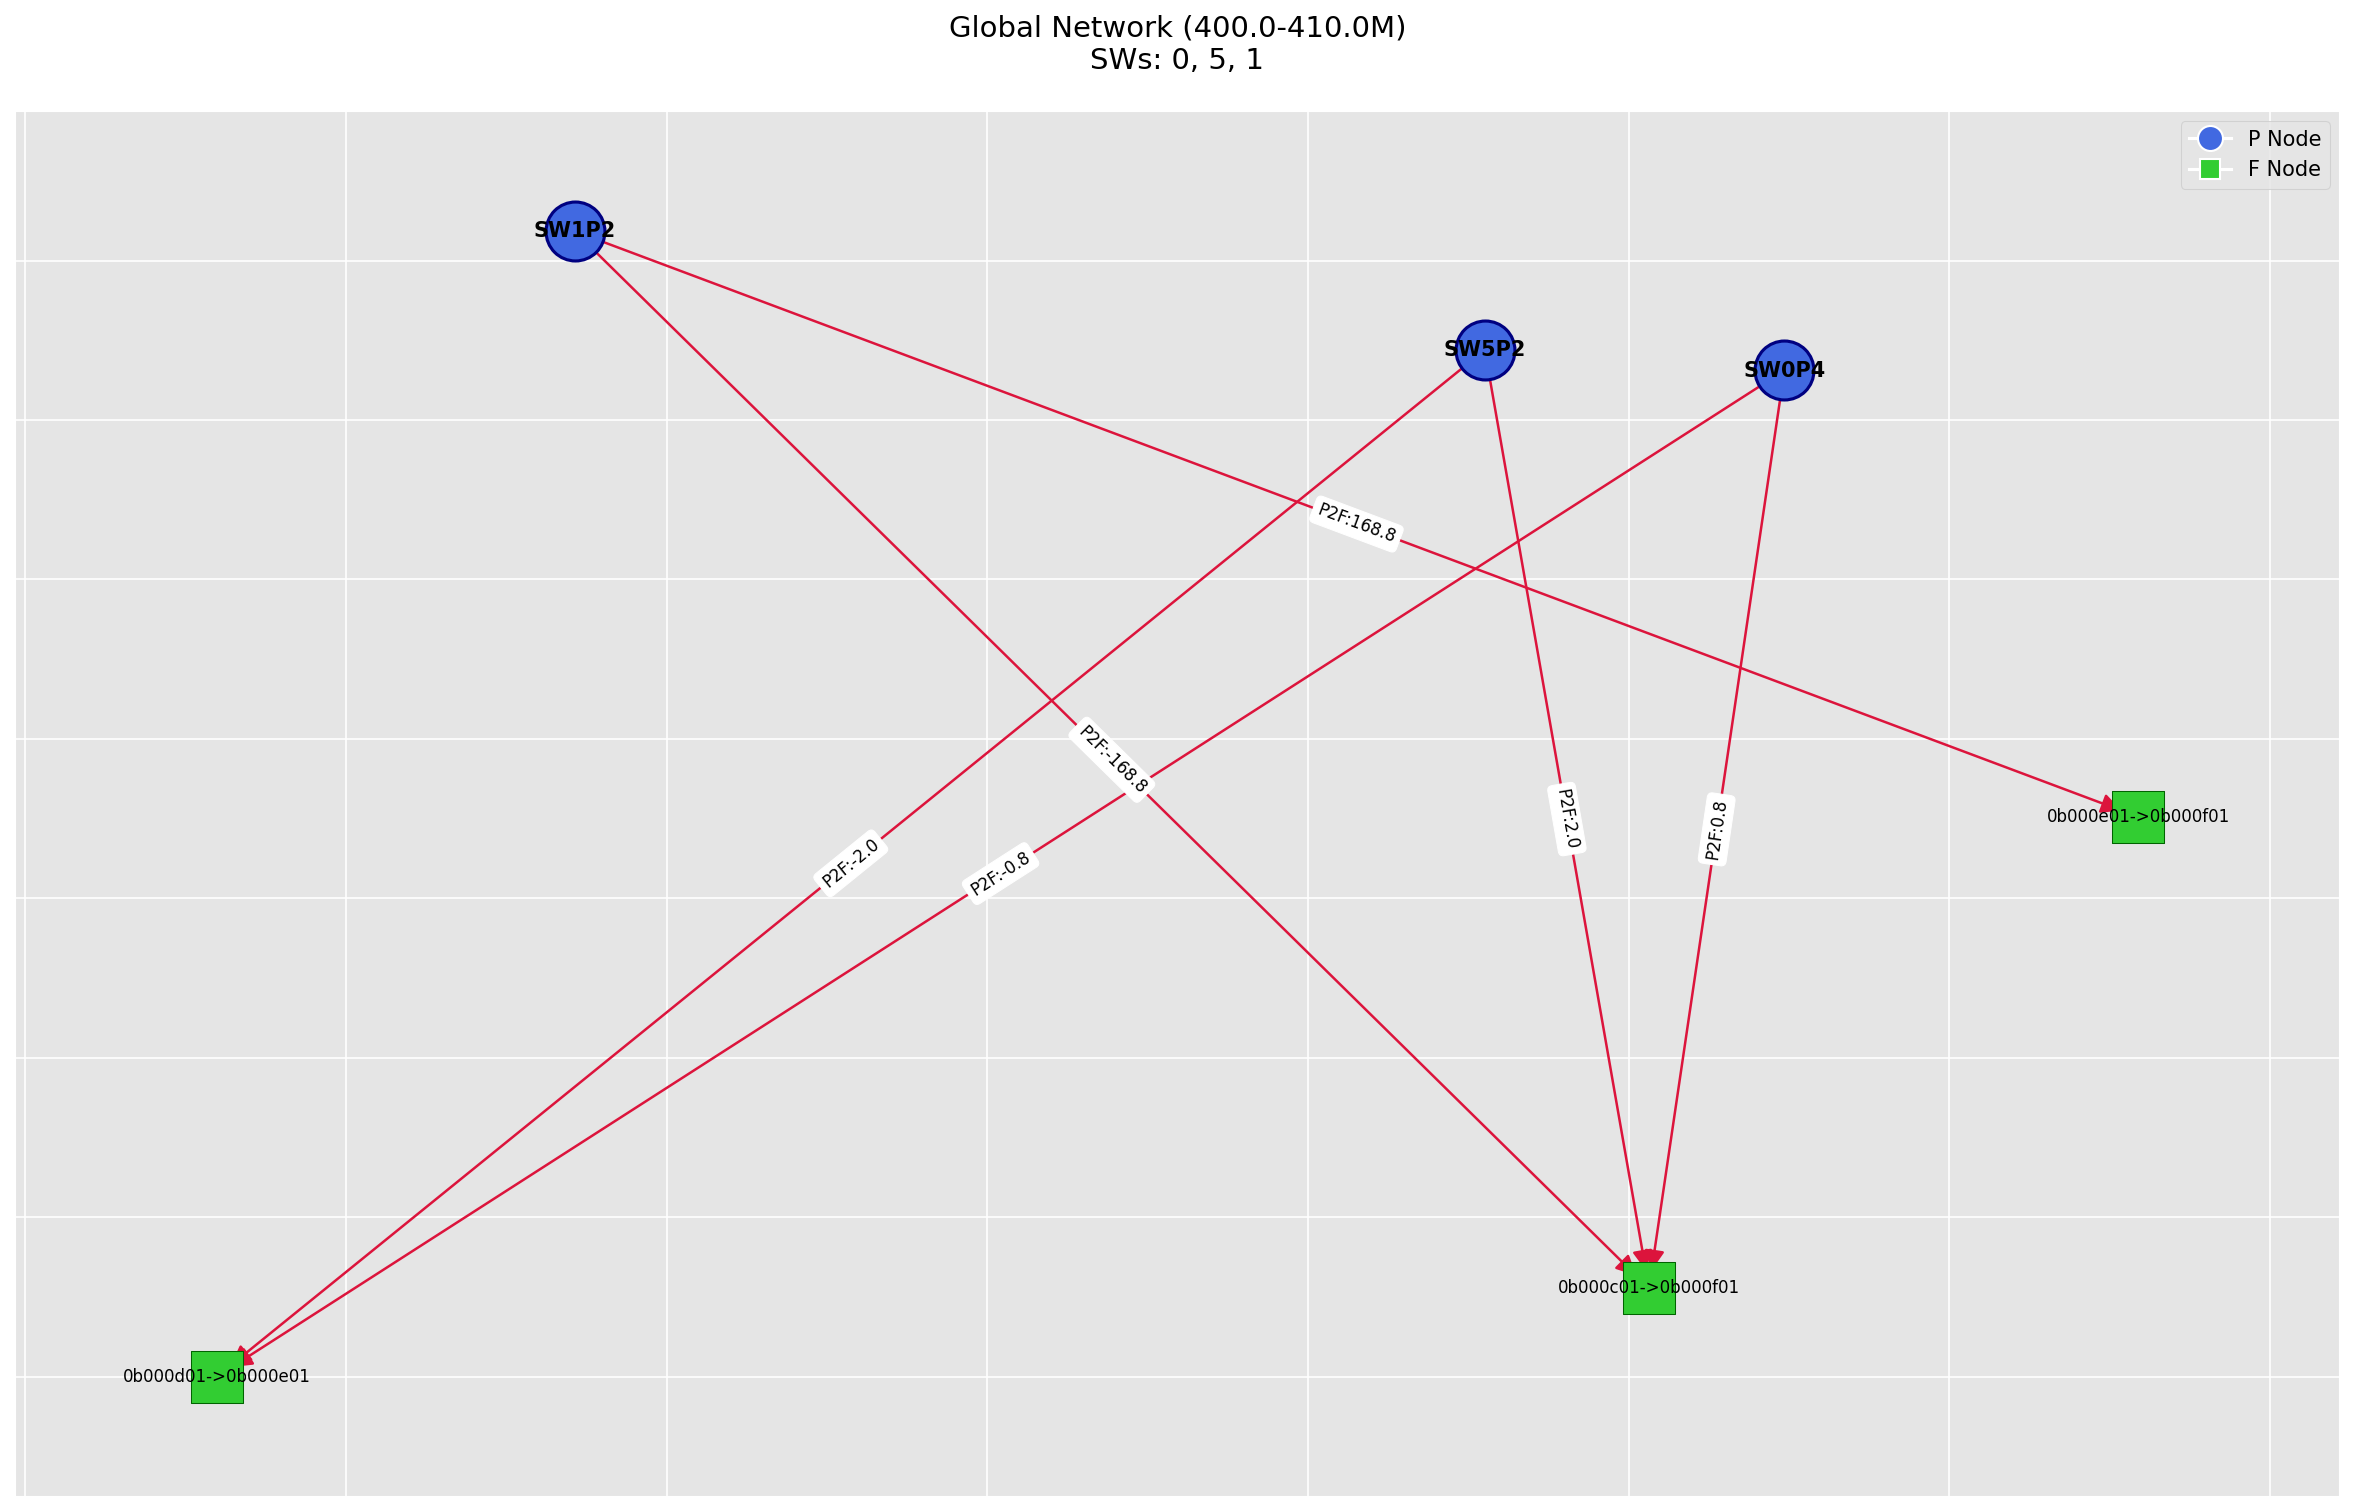 Global Network (400.0-410.0M)
SWs: 0, 5, 1
P Node
F Node
SW1P2
SW5P2
SW0P4
P2F:168.8
P2F:-168.8
P2F:2.0
P2F:0.8
0b000e01->0b000f01
P2F:-2.0
P2F:-0.8
0b000c01->0b000f01
0b000d01->0b000e01